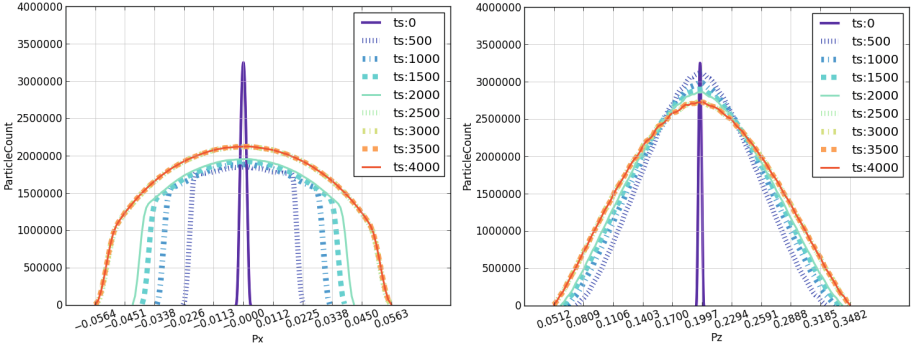 4000000
3500000
3000000
2500000
2000000
1500000
1000000
500000
0
ParticleCount
−0.0564
−0.0451
−0.0338
−0.0226
−0.0113
−0.0000
0.0112
0.0225
0.0338
0.0450
0.0563
Px
ts:0
ts:500
ts:1000
ts:1500
ts:2000
ts:2500
ts:3000
ts:3500
ts:4000
4000000
3500000
3000000
2500000
2000000
1500000
1000000
500000
0
ParticleCount
0.0512
0.0809
0.1106
0.1403
0.1700
0.1997
0.2294
0.2591
0.2888
0.3185
0.3482
Pz
ts:0
ts:500
ts:1000
ts:1500
ts:2000
ts:2500
ts:3000
ts:3500
ts:4000